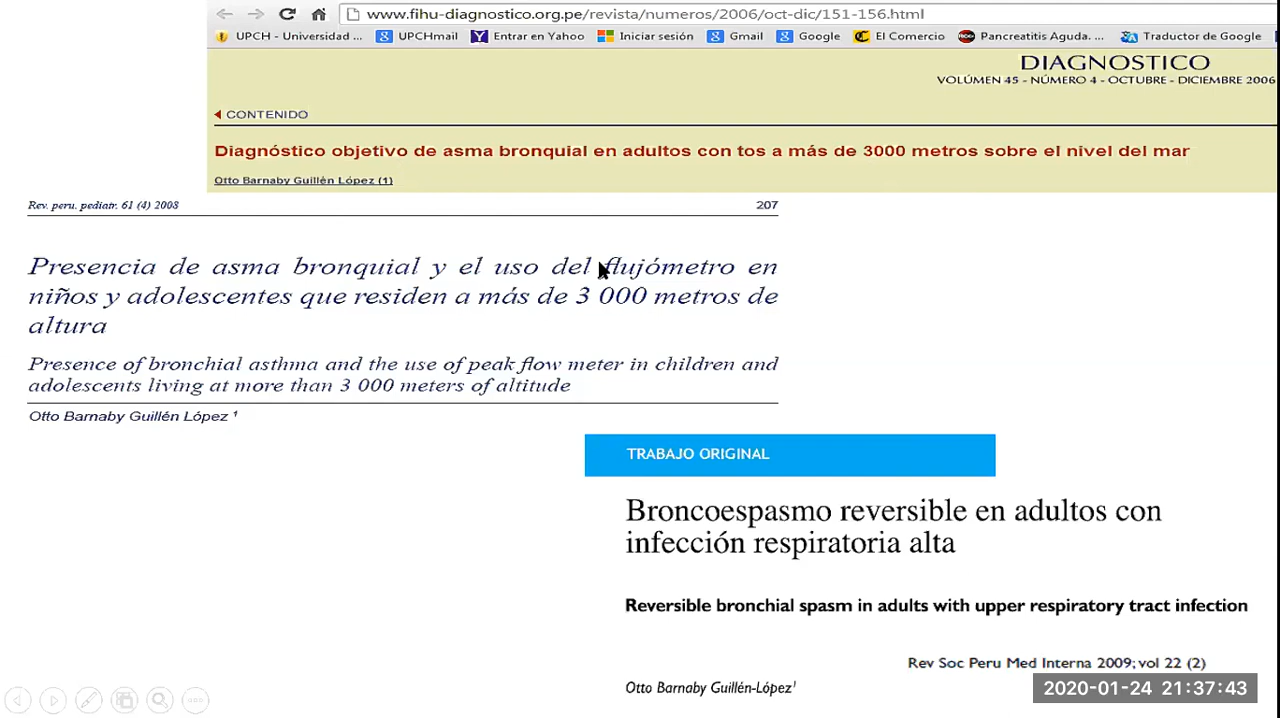 www.fihu-diagnostico.org.pe/revista/numeros/2006/oct-dic/151-156.html
UPCH - Universidad ... UPCHmail Entrar en Yahoo Iniciar sesión Gmail Google El Comercio Pancreatitis Aguda. ... Traductor de Google
DIAGNOSTICO
VOLÚMEN 45 - NÚMERO 4 - OCTUBRE - DICIEMBRE 2006
CONTENIDO
Diagnóstico objetivo de asma bronquial en adultos con tos a más de 3000 metros sobre el nivel del mar
Otto Barnaby Guillén López (1)
Rev. peru. pediatr. 61 (4) 2008 207
Presencia de asma bronquial y el uso del flujómetro en
niños y adolescentes que residen a más de 3 000 metros de
altura
Presence of bronchial asthma and the use of peak flow meter in children and
adolescents living at more than 3 000 meters of altitude
Otto Barnaby Guillén López ¹
TRABAJO ORIGINAL
Broncoespasmo reversible en adultos con
infección respiratoria alta
Reversible bronchial spasm in adults with upper respiratory tract infection
Rev Soc Peru Med Interna 2009; vol 22 (2)
Otto Barnaby Guillén-López¹
2020-01-24 21:37:43